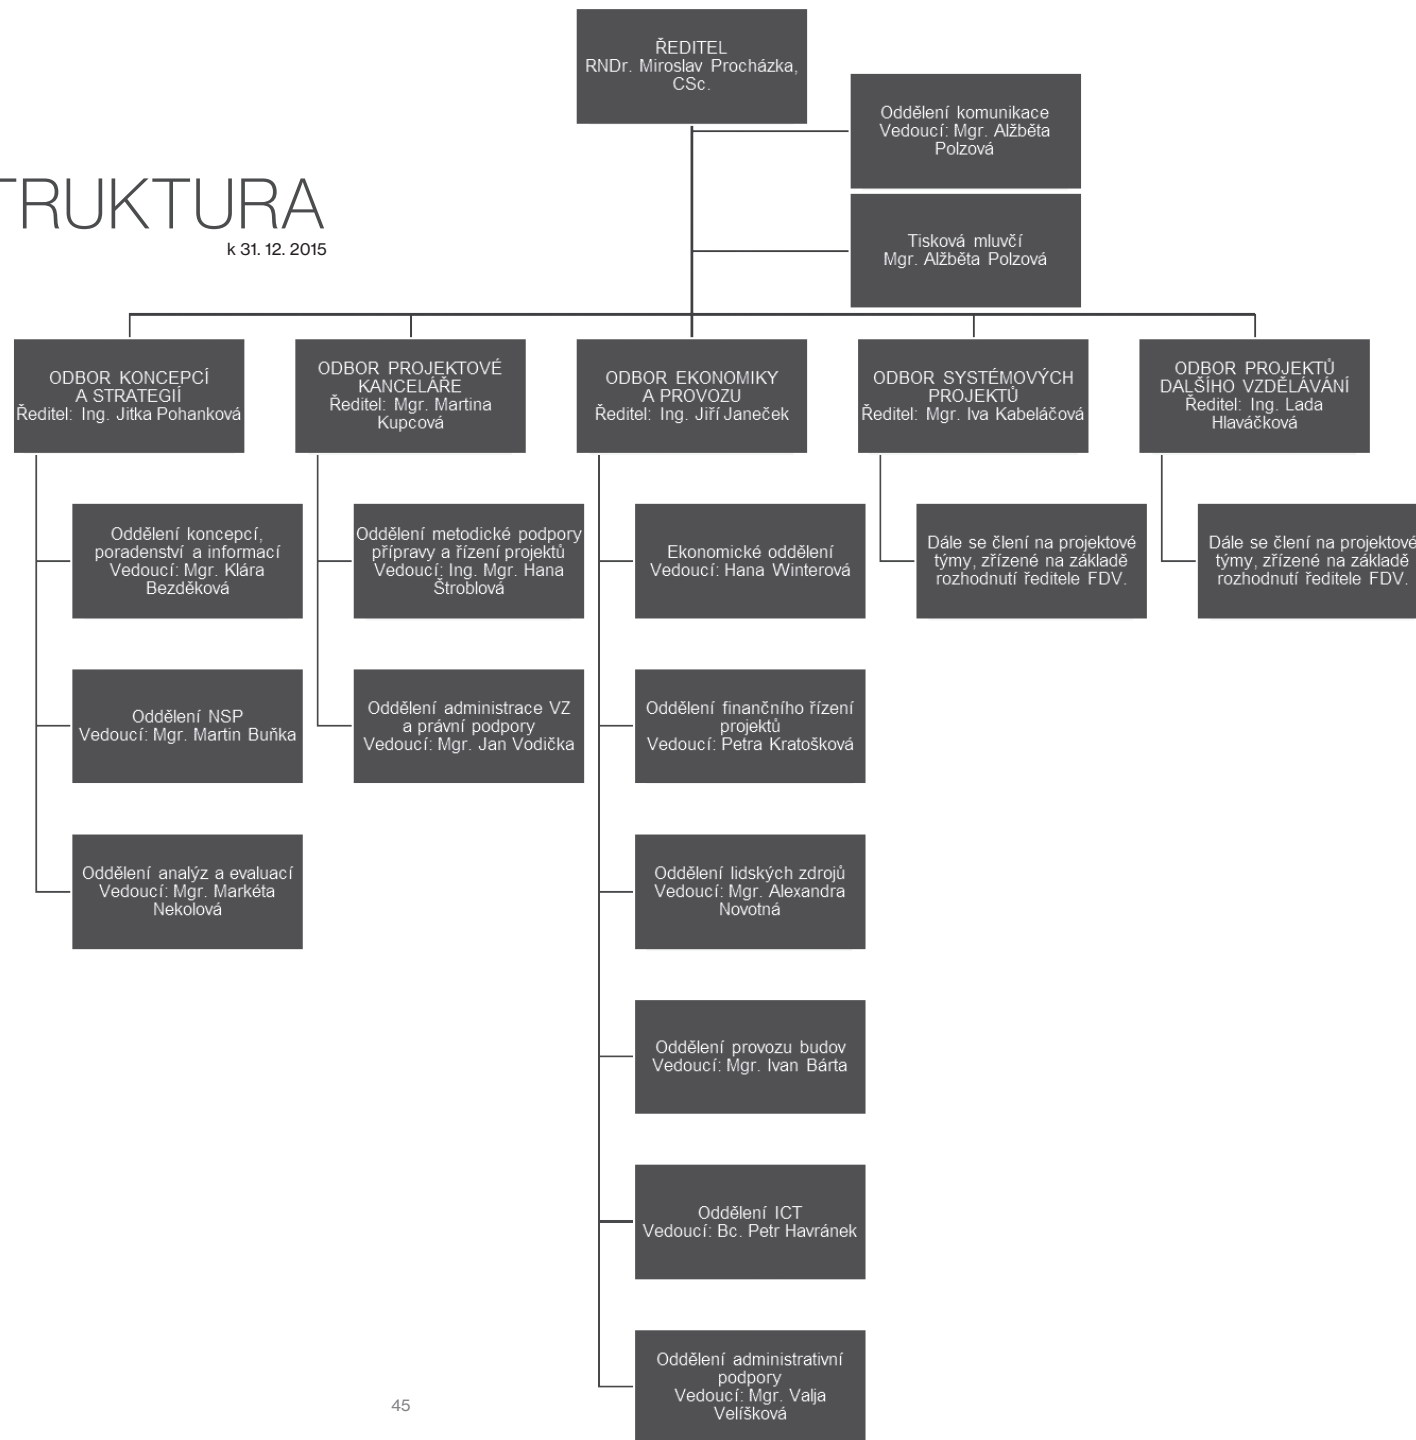 ŘEDITEL
RNDr. Miroslav Procházka,
CSc.
Oddělení komunikace
Vedoucí: Mgr. Alžběta
Polzová
TRUKTURA
k 31. 12. 2015
Tisková mluvčí
Mgr. Alžběta Polzová
ODBOR KONCEPCÍ
A STRATEGIÍ
Ředitel: Ing. Jitka Pohanková
ODBOR PROJEKTOVÉ
KANCELÁŘE
Ředitel: Mgr. Martina
Kupcová
ODBOR EKONOMIKY
A PROVOZU
Ředitel: Ing. Jiří Janeček
ODBOR SYSTÉMOVÝCH
PROJEKTŮ
Ředitel: Mgr. Iva Kabeláčová
ODBOR PROJEKTŮ
DALŠÍHO VZDĚLÁVÁNÍ
Ředitel: Ing. Lada
Hlaváčková
Oddělení koncepcí,
poradenství a informací
Vedoucí: Mgr. Klára
Bezděková
Oddělení metodické podpory
přípravy a řízení projektů
Vedoucí: Ing. Mgr. Hana
Štroblová
Ekonomické oddělení
Vedoucí: Hana Winterová
Dále se člení na projektové
týmy, zřízené na základě
rozhodnutí ředitele FDV.
Dále se člení na projektové
týmy, zřízené na základě
rozhodnutí ředitele FDV.
Oddělení NSP
Vedoucí: Mgr. Martin Buňka
Oddělení administrace VZ
a právní podpory
Vedoucí: Mgr. Jan Vodička
Oddělení finančního řízení
projektů
Vedoucí: Petra Kratošková
Oddělení analýz a evaluací
Vedoucí: Mgr. Markéta
Nekolová
Oddělení lidských zdrojů
Vedoucí: Mgr. Alexandra
Novotná
Oddělení provozu budov
Vedoucí: Mgr. Ivan Bárta
Oddělení ICT
Vedoucí: Bc. Petr Havránek
Oddělení administrativní
podpory
Vedoucí: Mgr. Valja
Velíšková
45